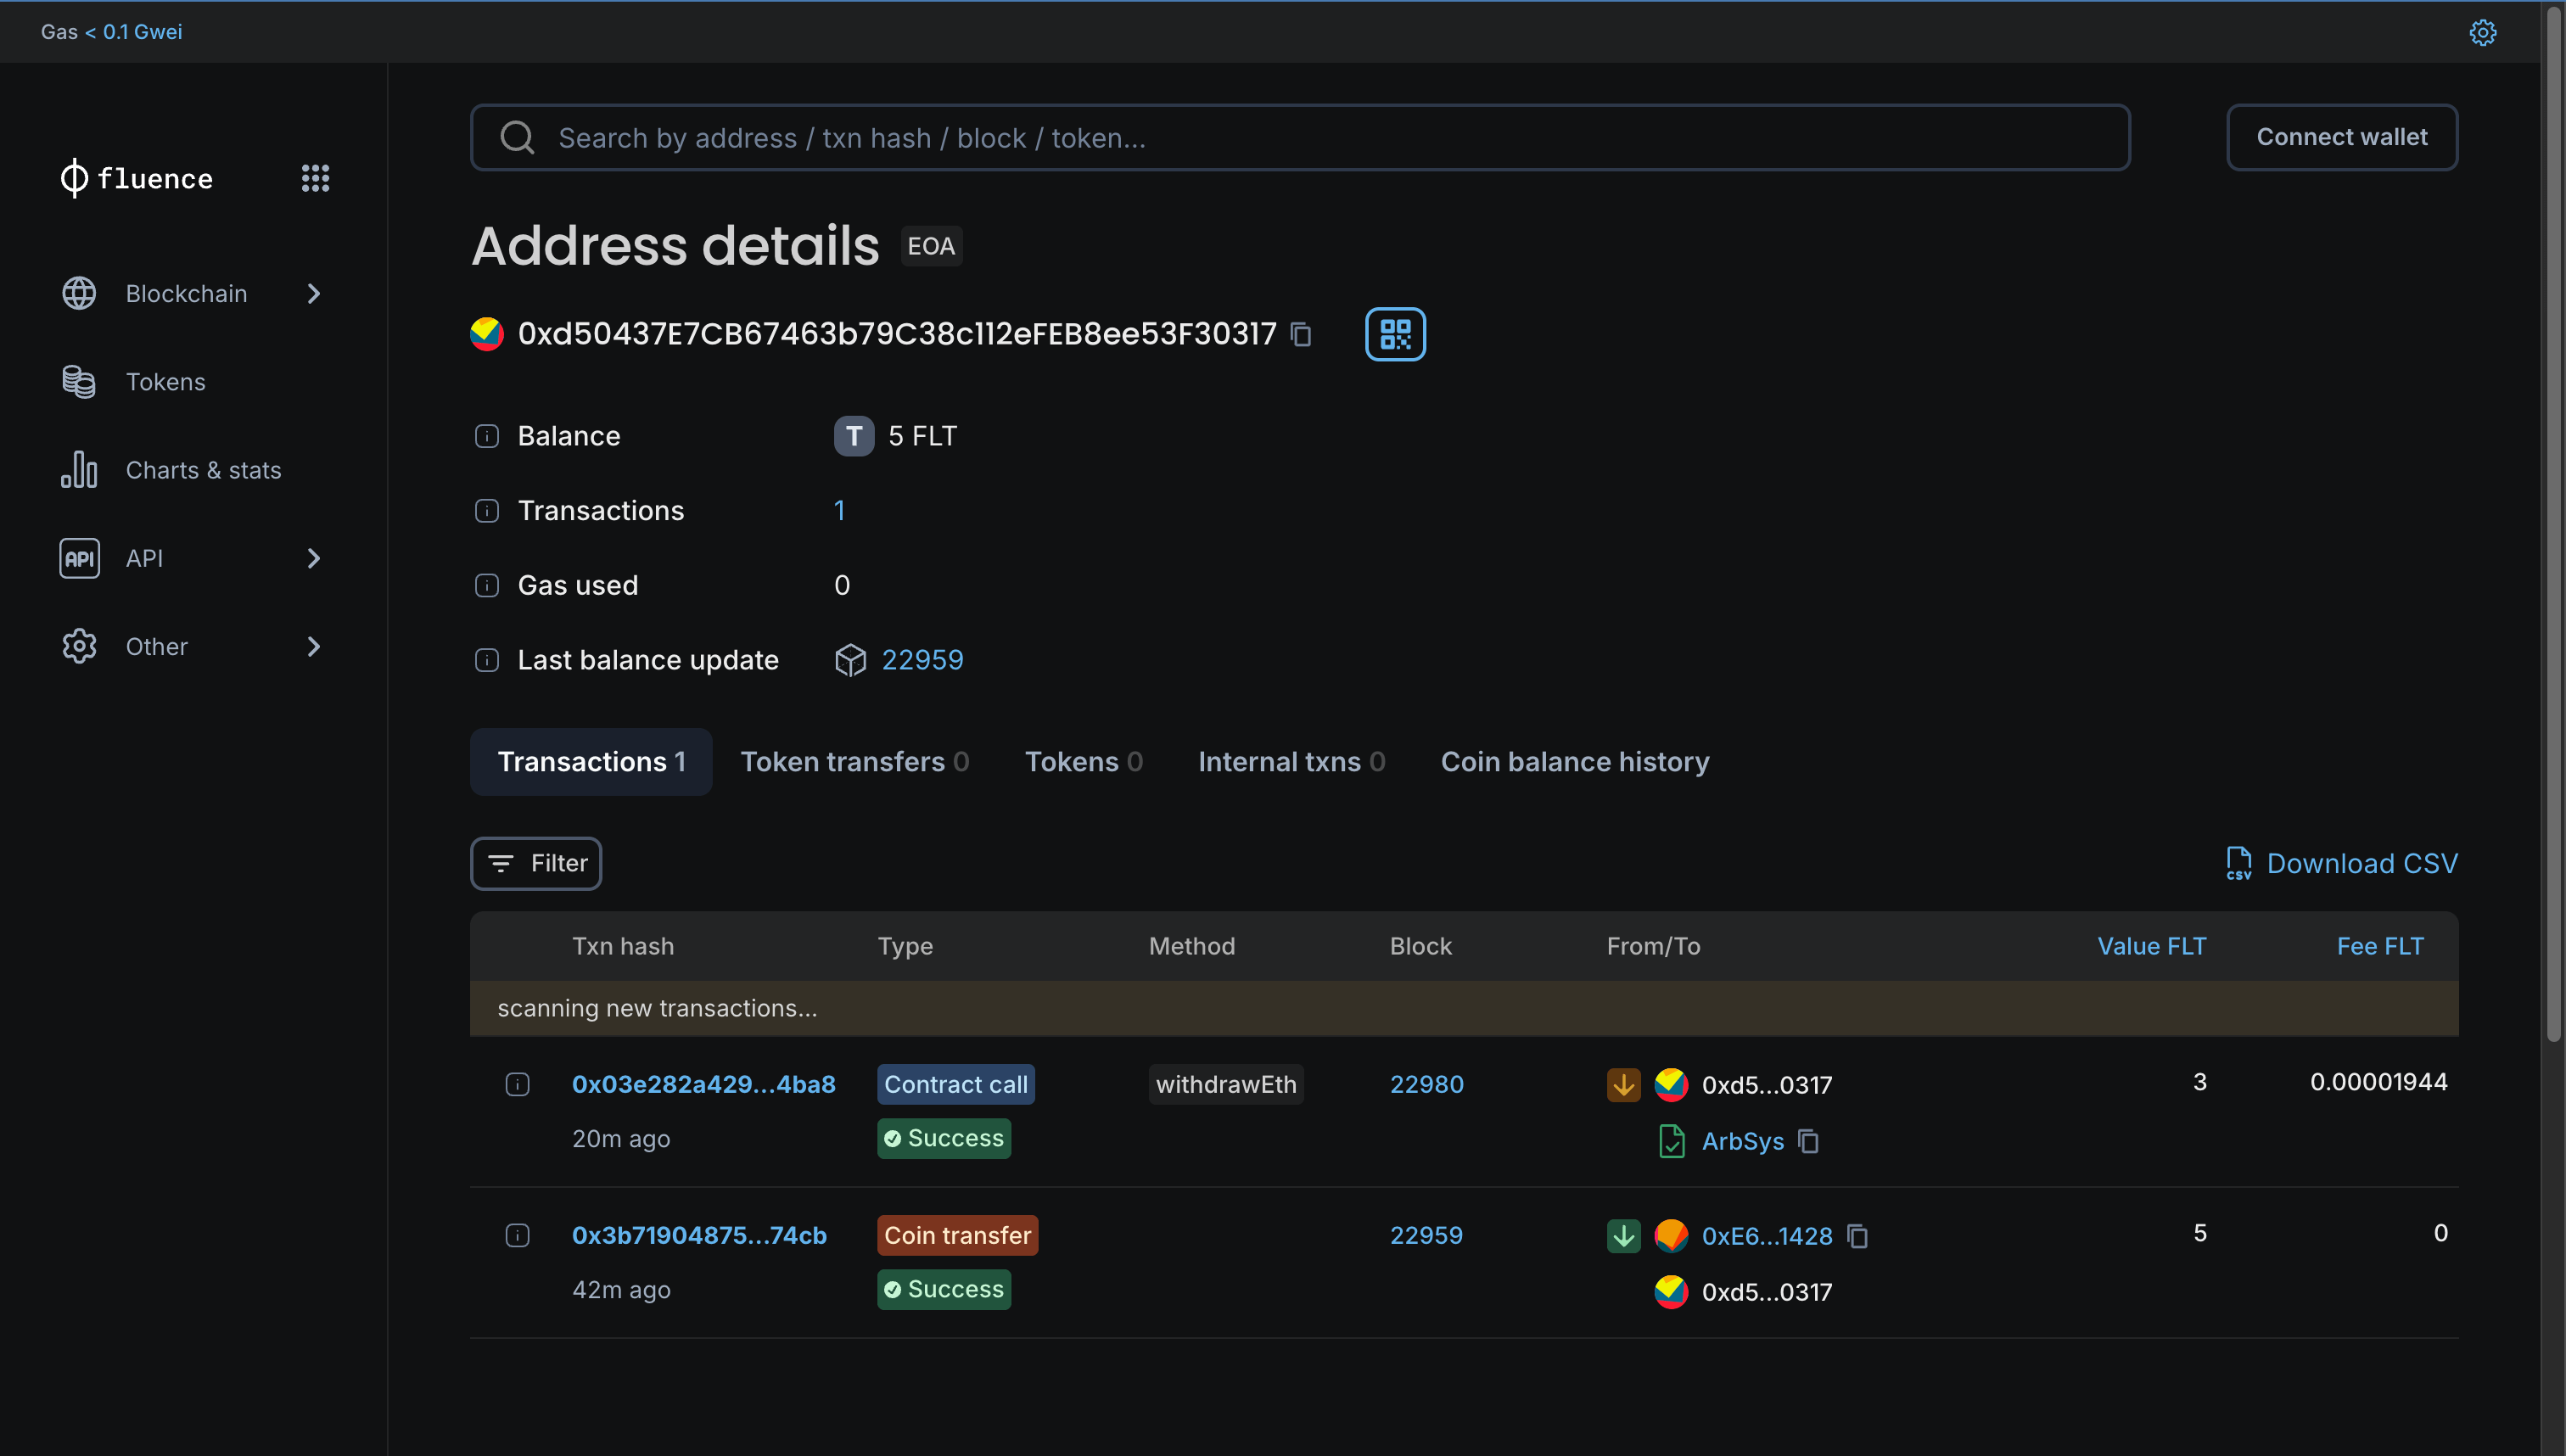 Gas < 0.1 Gwei
fluence
Blockchain
Tokens
Charts & stats
API
API
Other
Search by address / txn hash / block / token...
Connect wallet
Address details EOA
0xd50437E7CB67463b79C38c112eFEB8ee53F30317
Balance T 5 FLT
Transactions 1
Gas used 0
Last balance update 22959
Transactions 1 Token transfers 0 Tokens 0 Internal txns 0 Coin balance history
Filter
CSV Download CSV
Txn hash Type Method Block From/To Value FLT Fee FLT
scanning new transactions...
0x03e282a429...4ba8 Contract call withdrawEth 22980 0xd5...0317 3 0.00001944
20m ago Success ArbSys
0x3b71904875...74cb Coin transfer 22959 0xE6...1428 5 0
42m ago Success 0xd5...0317